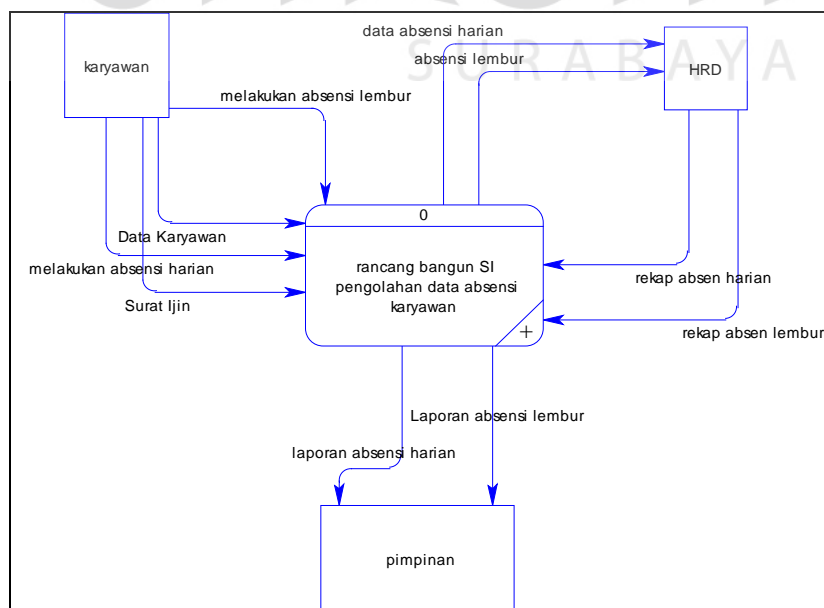 data absensi harian
SURABAYA
karyawan
absensi lembur
HRD
melakukan absensi lembur
0
Data Karyawan
melakukan absensi harian
rancang bangun SI
pengolahan data absensi
karyawan
rekap absen harian
Surat Ijin
+
rekap absen lembur
Laporan absensi lembur
laporan absensi harian
pimpinan